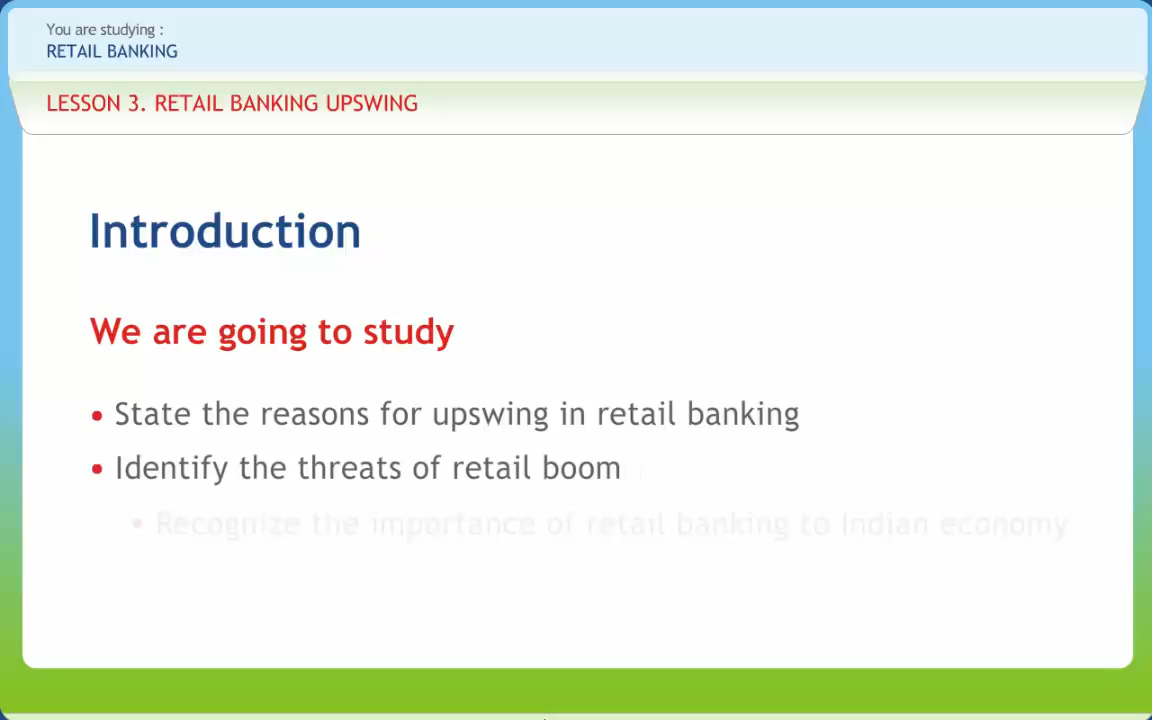 You are studying :
RETAIL BANKING
LESSON 3. RETAIL BANKING UPSWING
Introduction
We are going to study
• State the reasons for upswing in retail banking
• Identify the threats of retail boom
• Recognize the importance of retail banking to Indian economy